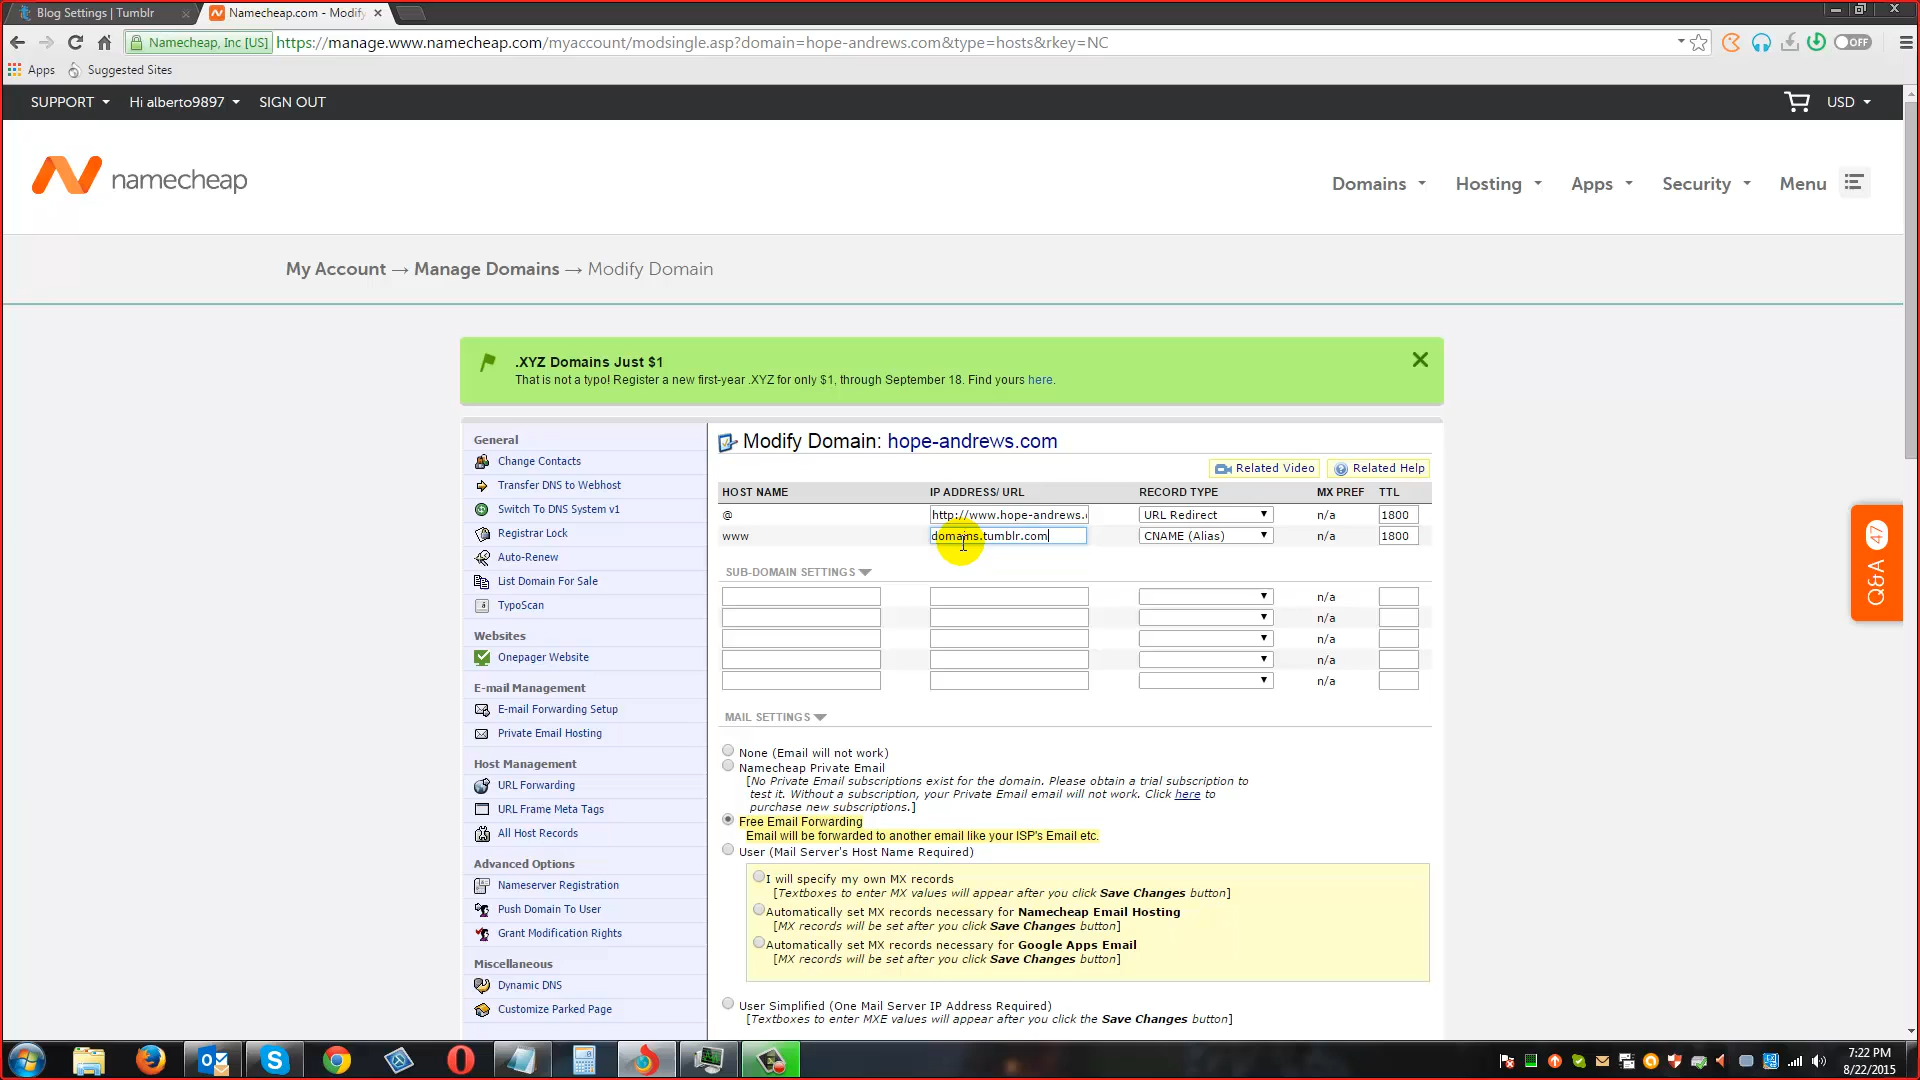 Blog Settings | Tumblr
Namecheap.com - Modify
Namecheap, Inc [US]
https://manage.www.namecheap.com/myaccount/modsingle.asp?domain=hope-andrews.com&type=hosts&rkey=NC
OFF
Apps
Suggested Sites
SUPPORT
Hi alberto9897
SIGN OUT
USD
namecheap
Domains
Hosting
Apps
Security
Menu
My Account → Manage Domains → Modify Domain
.XYZ Domains Just $1
That is not a typo! Register a new first-year .XYZ for only $1, through September 18. Find yours here.
General
Change Contacts
Transfer DNS to Webhost
Switch To DNS System v1
Registrar Lock
Auto-Renew
List Domain For Sale
TypoScan
Websites
Onepager Website
E-mail Management
E-mail Forwarding Setup
Private Email Hosting
Host Management
URL Forwarding
URL Frame Meta Tags
All Host Records
Advanced Options
Nameserver Registration
Push Domain To User
Grant Modification Rights
Miscellaneous
Dynamic DNS
Customize Parked Page
Modify Domain: hope-andrews.com
Related Video
Related Help
HOST NAME IP ADDRESS/ URL RECORD TYPE MX PREF TTL
@ http://www.hope-andrews. URL Redirect n/a 1800
www domains.tumblr.com CNAME (Alias) n/a 1800
SUB-DOMAIN SETTINGS
n/a
n/a
n/a
n/a
n/a
MAIL SETTINGS
None (Email will not work)
Namecheap Private Email
[No Private Email subscriptions exist for the domain. Please obtain a trial subscription to
test it. Without a subscription, your Private Email email will not work. Click here to
purchase new subscriptions.]
Free Email Forwarding
Email will be forwarded to another email like your ISP's Email etc.
User (Mail Server's Host Name Required)
I will specify my own MX records
[Textboxes to enter MX values will appear after you click Save Changes button]
Automatically set MX records necessary for Namecheap Email Hosting
[MX records will be set after you click Save Changes button]
Automatically set MX records necessary for Google Apps Email
[MX records will be set after you click Save Changes button]
User Simplified (One Mail Server IP Address Required)
[Textboxes to enter MXE values will appear after you click the Save Changes button]
Q&A 47
7:22 PM
8/22/2015